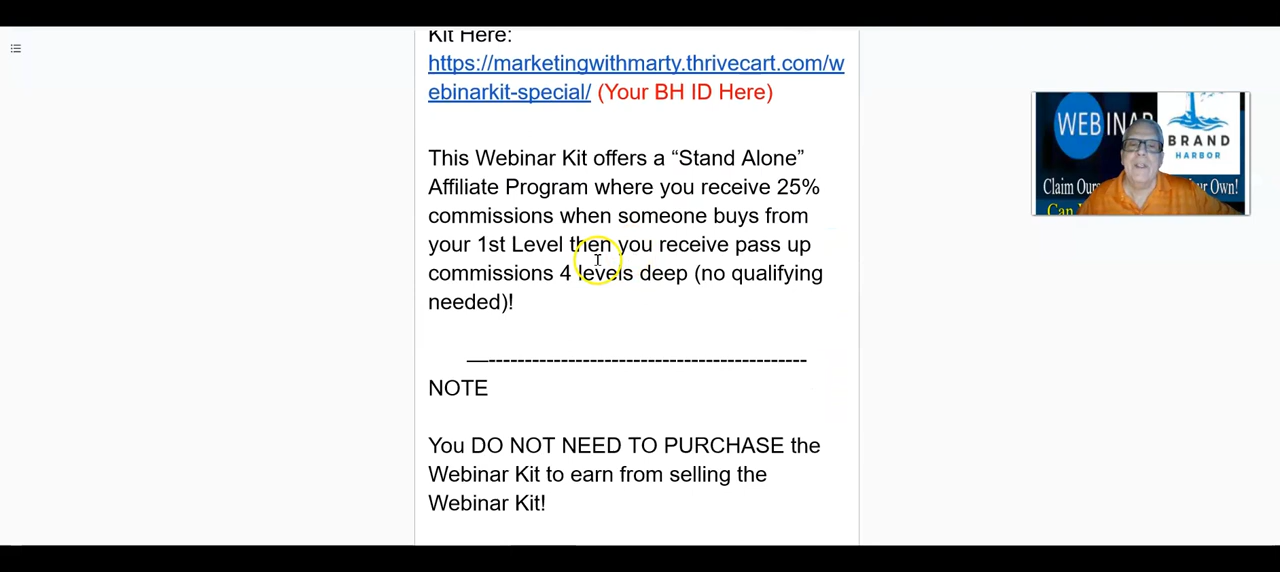 Kit Here:
https://marketingwithmarty.thrivecart.com/w
ebinarkit-special/ (Your BH ID Here)
This Webinar Kit offers a “Stand Alone”
Affiliate Program where you receive 25%
commissions when someone buys from
your 1st Level then you receive pass up
commissions 4 levels deep (no qualifying
needed)!
—-------------------------------------------
NOTE
You DO NOT NEED TO PURCHASE the
Webinar Kit to earn from selling the
Webinar Kit!
WEBINAR
BRAND
HARBOR
Claim Ours
Your Own!
Can